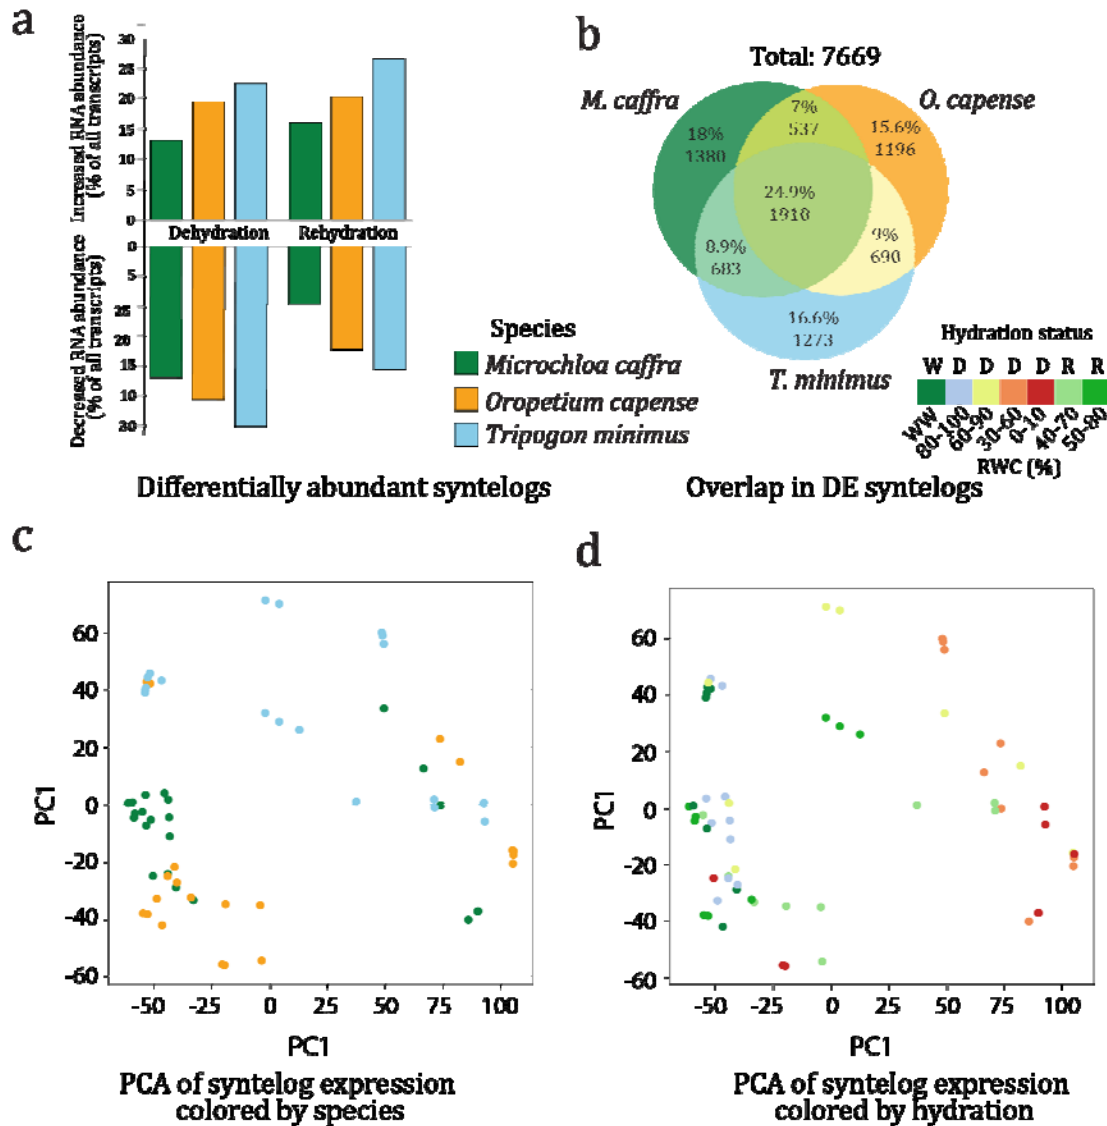 a
Increased RNA abundance
(% of all transcripts)
30
25
20
15
10
5
0
Dehydration Rehydration
0
5
25
20
15
10
30
Decreased RNA abundance
(% of all transcripts)
Species
Microchloa caffra
Oropetium capense
Tripogon minimus
Differentially abundant syntelogs
b
Total: 7669
M. caffra
O. capense
7%
537
18%
1380
15.6%
1196
24.9%
1910
8.9%
683
9%
690
16.6%
1273
T. minimus
Hydration status
W D D D D R R
WW 80-100 60-90 30-60 0-10 40-70 50-80
RWC (%)
Overlap in DE syntelogs
c
PC1
60
40
20
0
-20
-40
-60
-50 -25 0 25 50 75 100
PC1
PCA of syntelog expression
colored by species
d
PC1
60
40
20
0
-20
-40
-60
-50 -25 0 25 50 75 100
PC1
PCA of syntelog expression
colored by hydration